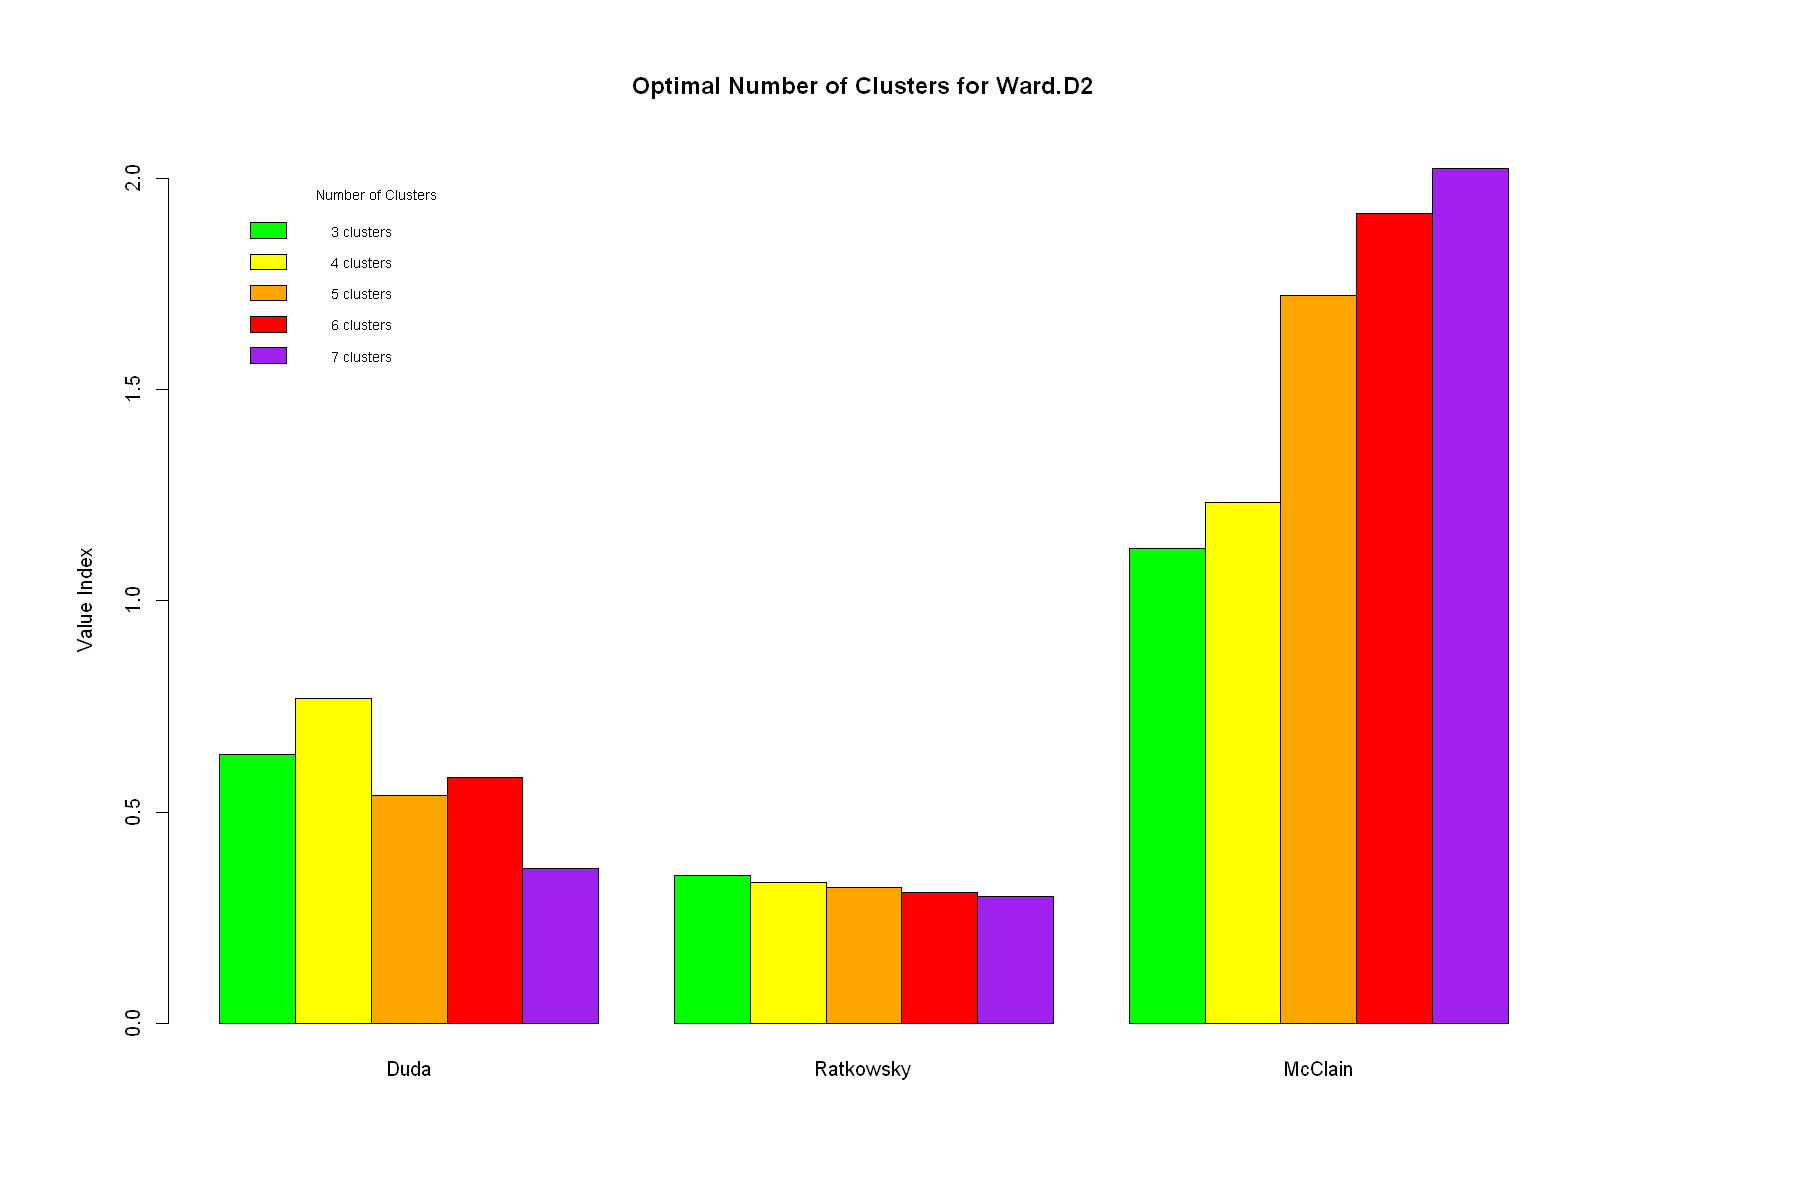 Optimal Number of Clusters for Ward.D2
Number of Clusters
3 clusters
4 clusters
5 clusters
6 clusters
7 clusters
Value Index
2.0
1.5
1.0
0.5
0.0
Duda
Ratkowsky
McClain